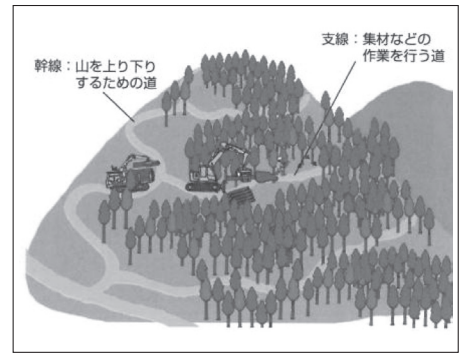 幹線：山を上り下り
するための道
支線：集材などの
作業を行う道